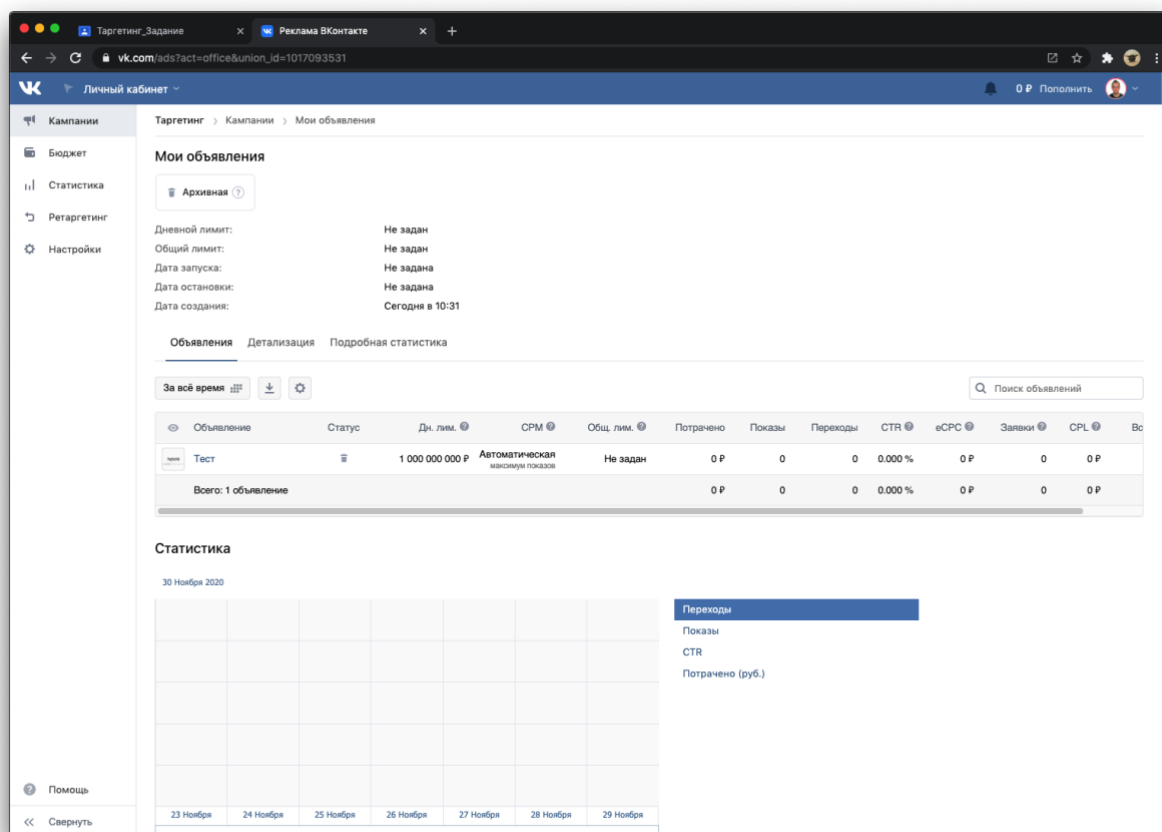 Таргетинг_Задание
Реклама ВКонтакте
vk.com/ads?act=office&union_id=1017093531
Личный кабинет
0 ₽ Пополнить
Кампании
Бюджет
Статистика
Ретаргетинг
Настройки
Таргетинг > Кампании > Мои объявления
Мои объявления
Архивная ?
Дневной лимит: Не задан
Общий лимит: Не задан
Дата запуска: Не задана
Дата остановки: Не задана
Дата создания: Сегодня в 10:31
Объявления Детализация Подробная статистика
За всё время
Поиск объявлений
Объявление Статус Дн. лим. ? CPM ? Общ. лим. ? Потрачено Показы Переходы CTR ? eCPC ? Заявки ? CPL ? Вс
Тест 1 000 000 000 ₽ Автоматическая Не задан 0 ₽ 0 0 0.000 % 0 ₽ 0 0 ₽
максимум показов
Всего: 1 объявление 0 ₽ 0 0 0.000 % 0 ₽ 0 0 ₽
Статистика
30 Ноября 2020
Переходы
Показы
CTR
Потрачено (руб.)
23 Ноября 24 Ноября 25 Ноября 26 Ноября 27 Ноября 28 Ноября 29 Ноября
Помощь
Свернуть